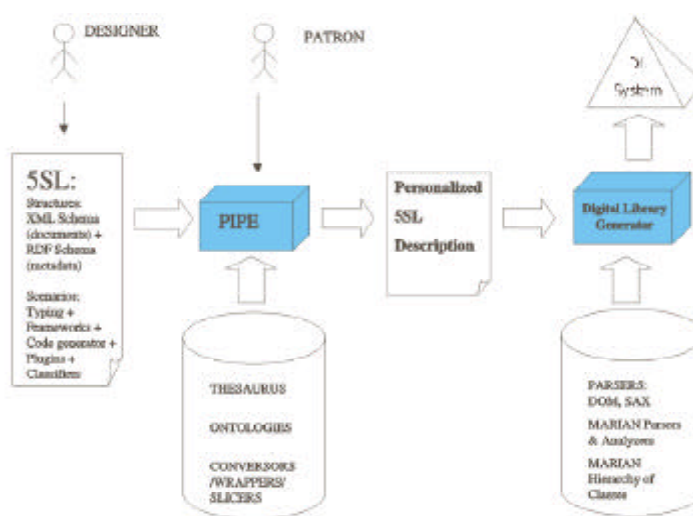 DESIGNER
PATRON
DL
System
5SL:
Structures:
XML Schema
(documents) +
RDF Schema
(metadata)
Scenarios:
Typing +
Frameworks +
Code generator +
Plugins +
Classifiers
PIPE
Personalized
5SL
Description
Digital Library
Generator
THESAURUS
ONTOLOGIES
CONVERSORS
/WRAPPERS/
SLICERS
PARSERS:
DOM, SAX
MARIAN Parsers
& Analyzers
MARIAN
Hierarchy of
Classes